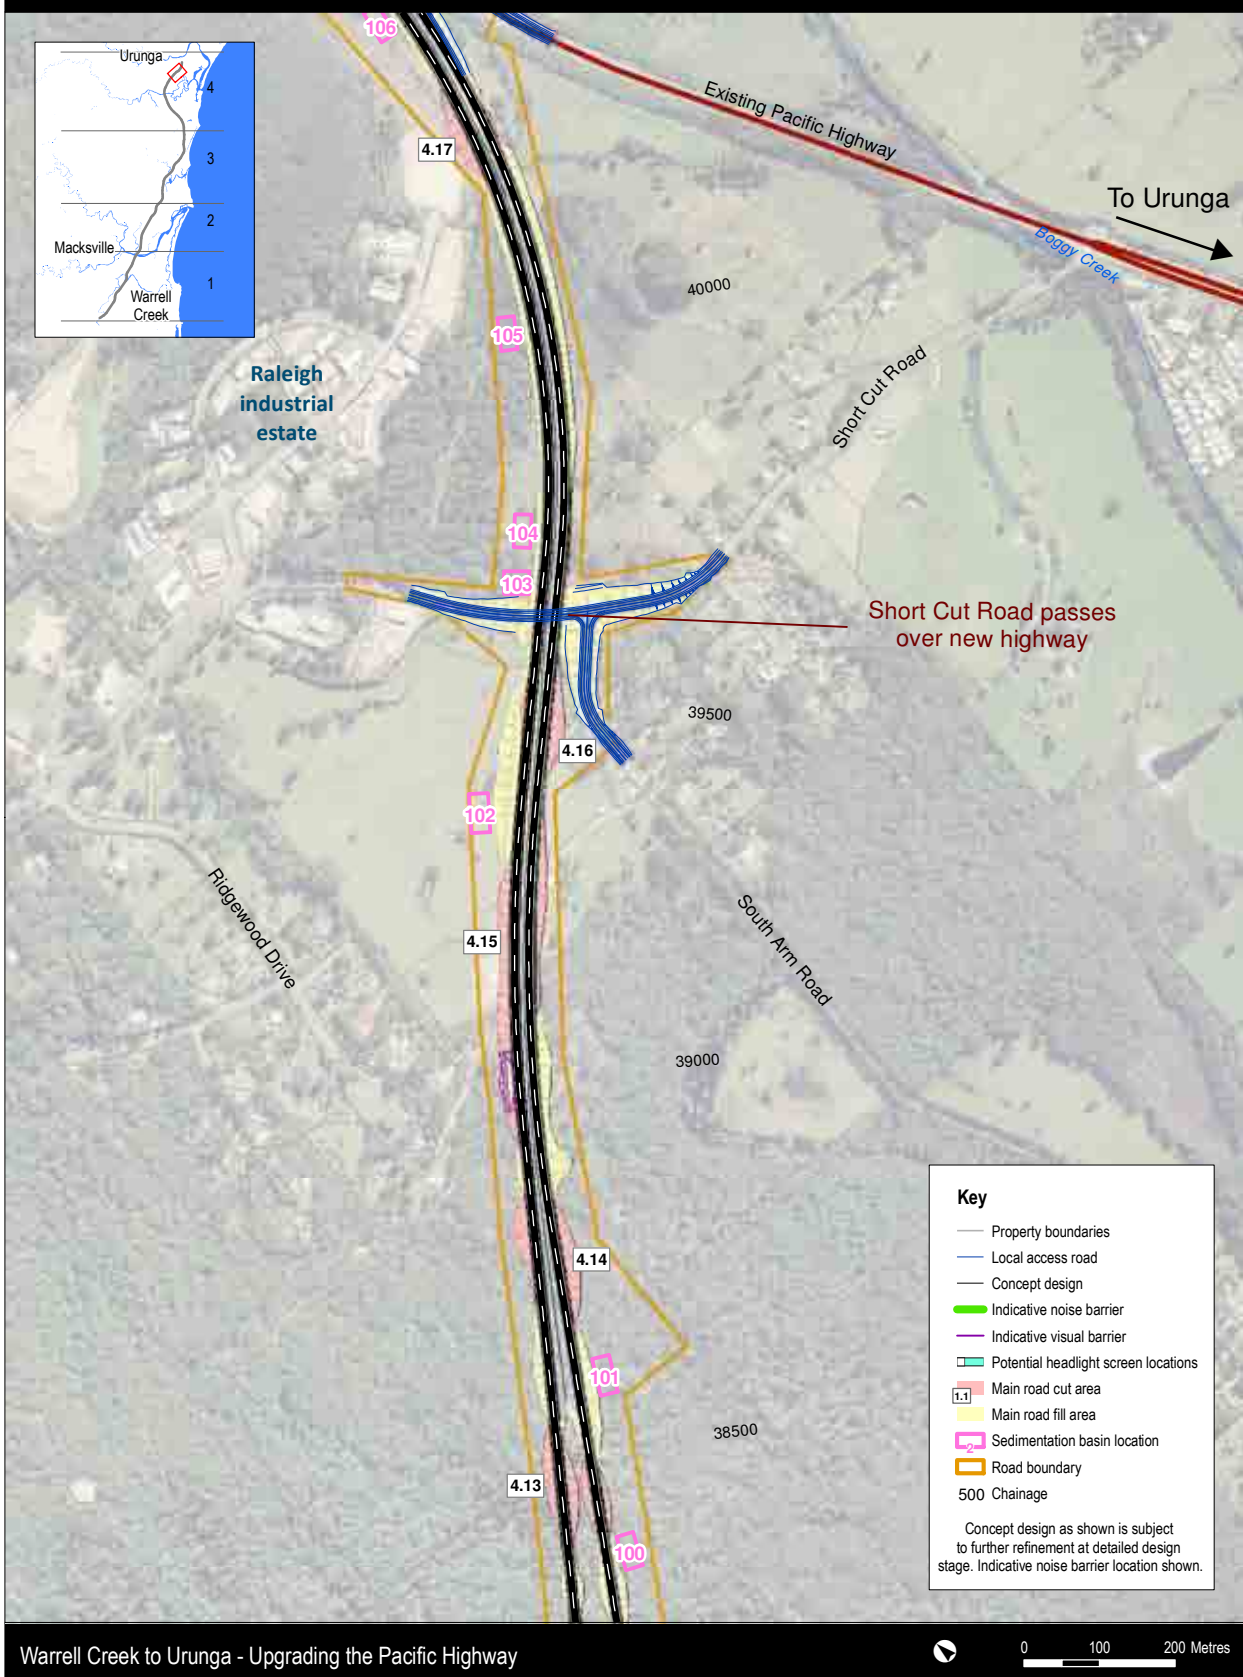 106
Urunga
4
3
2
Macksville
1
Warrell
Creek
Existing Pacific Highway
4.17
To Urunga
Boggy Creek
40000
105
Raleigh
industrial
estate
Short Cut Road
104
103
Short Cut Road passes
over new highway
39500
4.16
102
Ridgewood Drive
4.15
South Arm Road
39000
4.14
101
38500
4.13
100
Key
Property boundaries
Local access road
Concept design
Indicative noise barrier
Indicative visual barrier
Potential headlight screen locations
1.1 Main road cut area
Main road fill area
2 Sedimentation basin location
Road boundary
500 Chainage
Concept design as shown is subject
to further refinement at detailed design
stage. Indicative noise barrier location shown.
Warrell Creek to Urunga - Upgrading the Pacific Highway
0 100 200 Metres